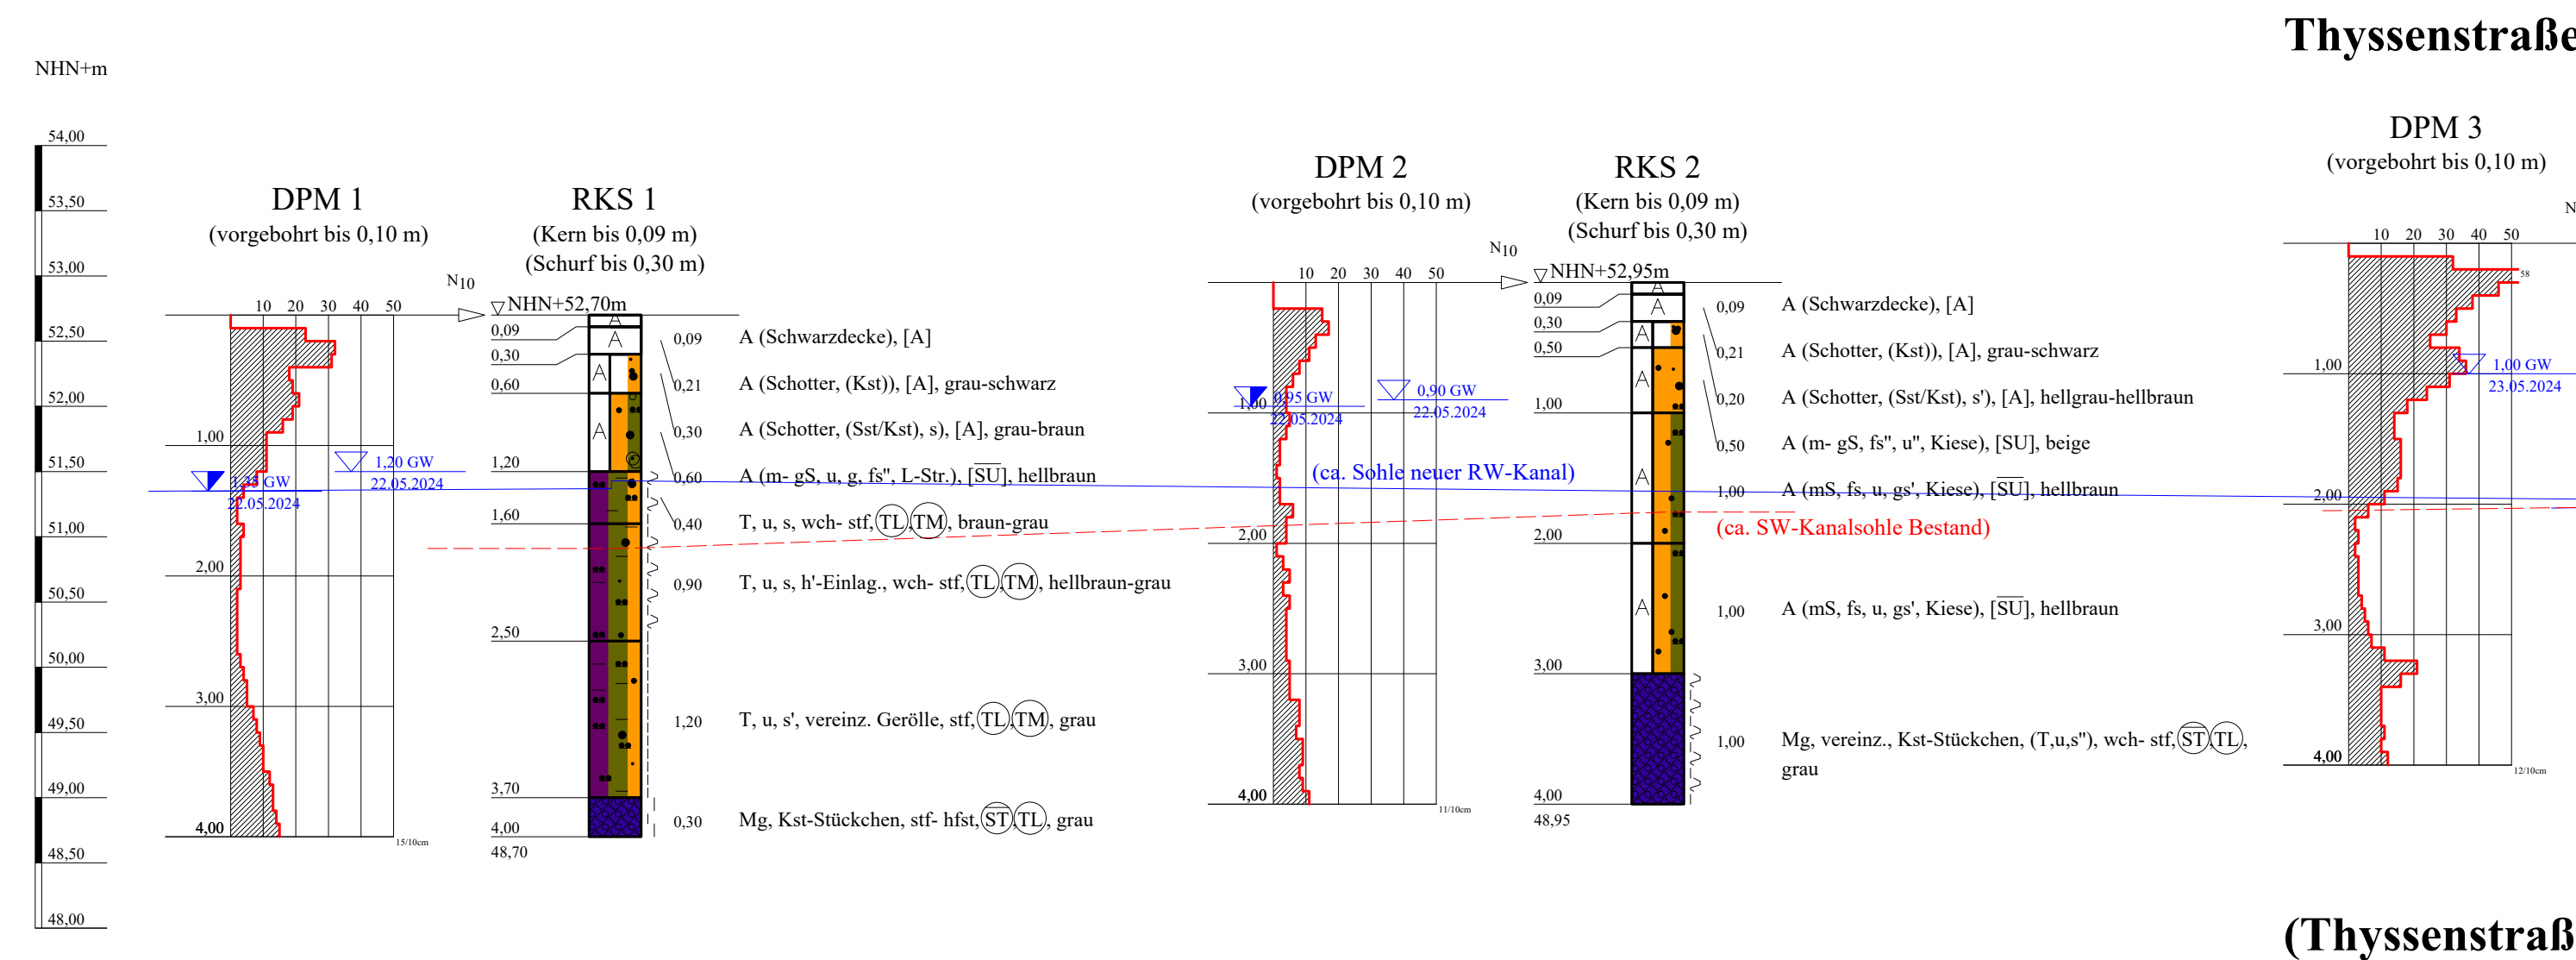 Thyssenstraße
NHN+m
54,00
53,50
53,00
52,50
52,00
51,50
51,00
50,50
50,00
49,50
49,00
48,50
48,00
DPM 1
(vorgebohrt bis 0,10 m)
N10
10 20 30 40 50
1,00
2,00
3,00
4,00
1,35 GW
22.05.2024
1,20 GW
22.05.2024
15/10cm
RKS 1
(Kern bis 0,09 m)
(Schurf bis 0,30 m)
NHN+52,70m
0,09
0,30
0,60
1,20
1,60
2,50
3,70
4,00
48,70
A
A
A
A
0,09 A (Schwarzdecke), [A]
0,21 A (Schotter, (Kst)), [A], grau-schwarz
0,30 A (Schotter, (Sst/Kst), s), [A], grau-braun
0,60 A (m- gS, u, g, fs", L-Str.), [S̅U̅], hellbraun
0,40 T, u, s, wch- stf, TL, TM, braun-grau
0,90 T, u, s, h'-Einlag., wch- stf, TL, TM, hellbraun-grau
1,20 T, u, s', vereinz. Gerölle, stf, TL, TM, grau
0,30 Mg, Kst-Stückchen, stf- hfst, S̅T̅, TL, grau
DPM 2
(vorgebohrt bis 0,10 m)
N10
10 20 30 40 50
1,00
2,00
3,00
4,00
0,95 GW
22.05.2024
0,90 GW
22.05.2024
(ca. Sohle neuer RW-Kanal)
11/10cm
RKS 2
(Kern bis 0,09 m)
(Schurf bis 0,30 m)
NHN+52,95m
0,09
0,30
0,50
1,00
2,00
3,00
4,00
48,95
A
A
A
A
A
A
0,09 A (Schwarzdecke), [A]
0,21 A (Schotter, (Kst)), [A], grau-schwarz
0,20 A (Schotter, (Sst/Kst), s'), [A], hellgrau-hellbraun
0,50 A (m- gS, fs", u", Kiese), [SU], beige
1,00 A (mS, fs, u, gs', Kiese), [S̅U̅], hellbraun
(ca. SW-Kanalsohle Bestand)
1,00 A (mS, fs, u, gs', Kiese), [S̅U̅], hellbraun
1,00 Mg, vereinz., Kst-Stückchen, (T,u,s"), wch- stf, S̅T̅, TL,
grau
DPM 3
(vorgebohrt bis 0,10 m)
N
10 20 30 40 50
58
1,00
2,00
3,00
4,00
1,00 GW
23.05.2024
12/10cm
(Thyssenstraß